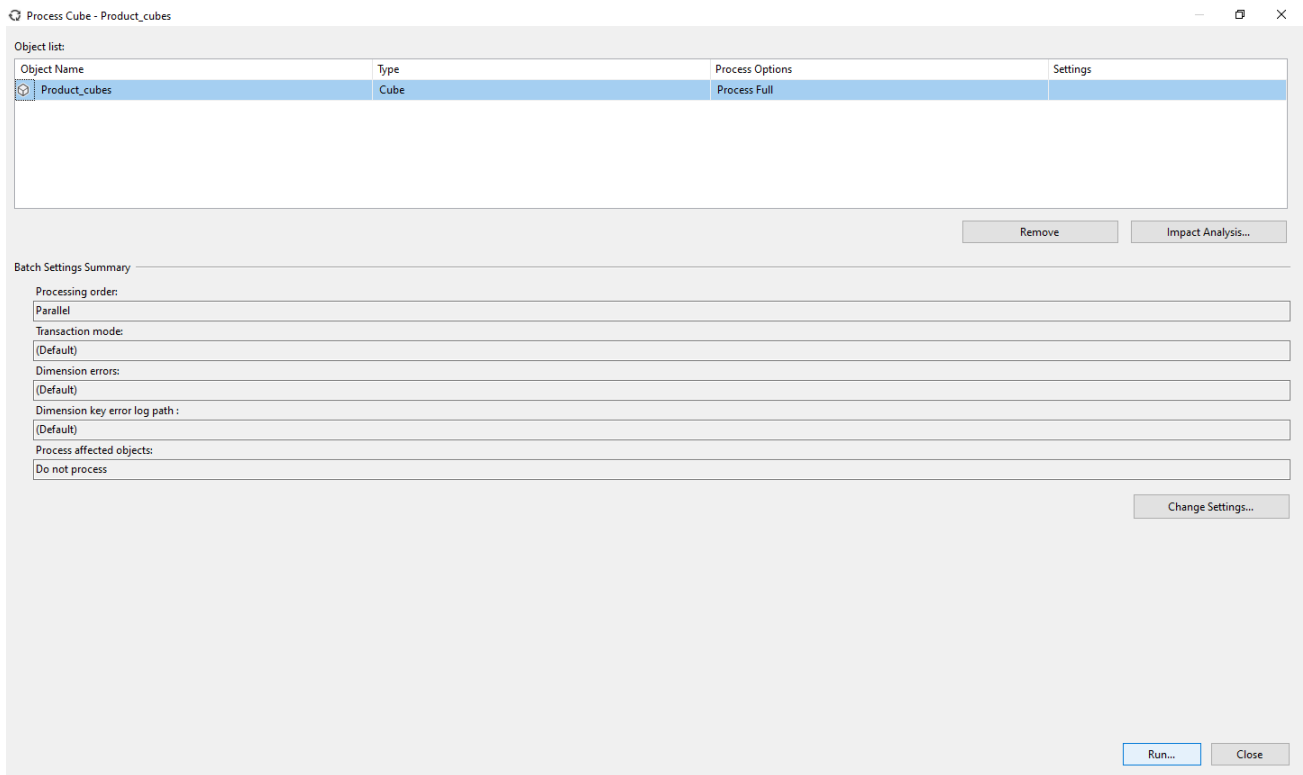 Process Cube - Product_cubes
Object list:
Object Name Type Process Options Settings
Product_cubes Cube Process Full
Remove Impact Analysis...
Batch Settings Summary
Processing order:
Parallel
Transaction mode:
(Default)
Dimension errors:
(Default)
Dimension key error log path :
(Default)
Process affected objects:
Do not process
Change Settings...
Run... Close